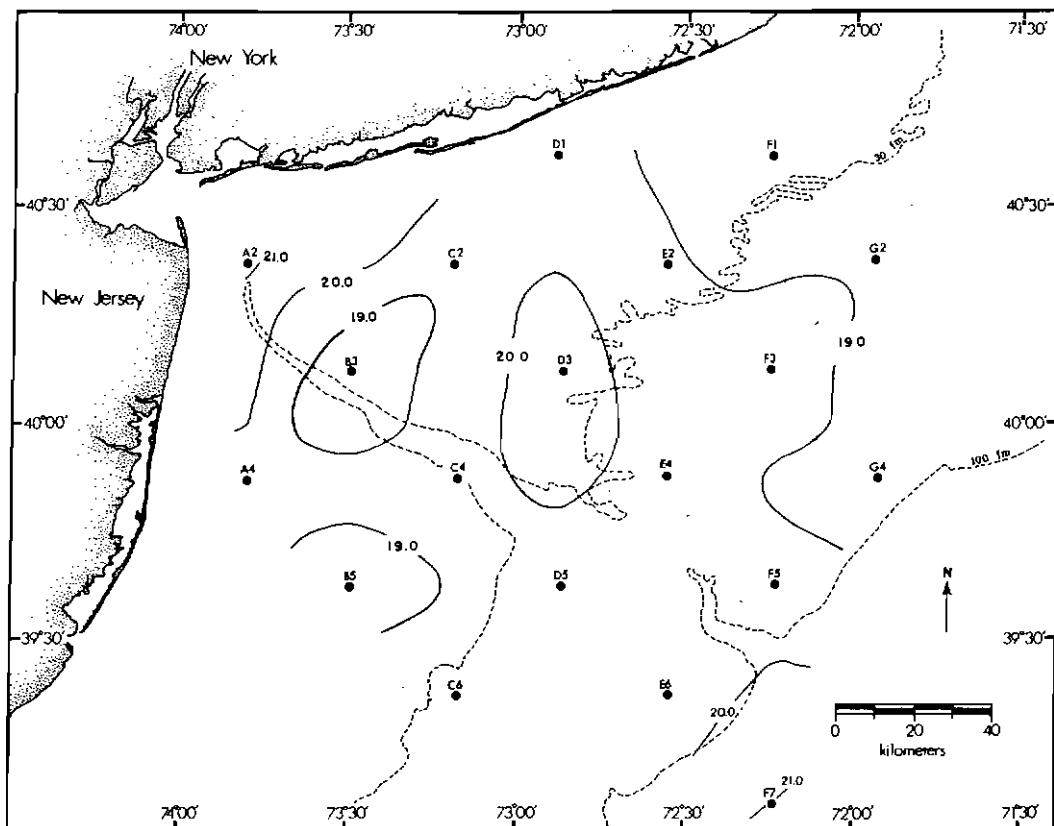 74°00′ 73°30′ 73°00′ 72°30′ 72°00′ 71°30′
New York
D1 F1
30 fm
40°30′ 40°30′
A2 21.0 C2 E2 G2
20.0
New Jersey
19.0 20.0 19.0
B3 D3 F3
40°00′ 40°00′
100 fm
A4 C4 E4 G4
19.0
B5 D5 F5
N
39°30′ 39°30′
C6 E6
20.0
0 20 40
kilometers
F7 21.0
74°00′ 73°30′ 73°00′ 72°30′ 72°00′ 71°30′